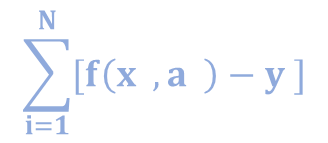 N
∑[f(x ,a ) − y ]
i=1